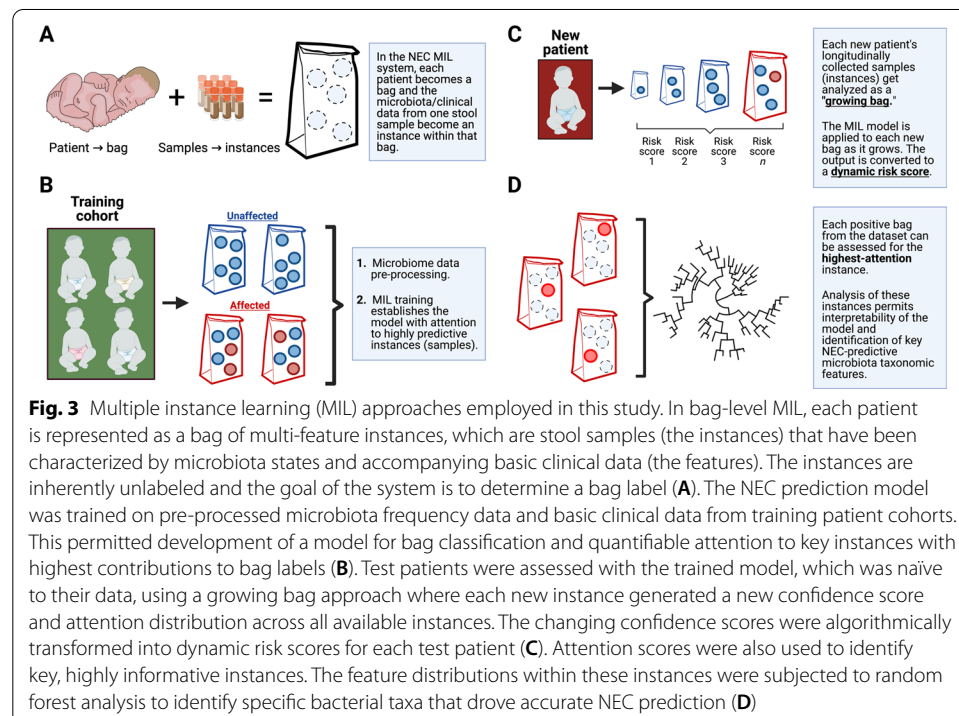 A
Patient → bag
+
Samples → instances
=
In the NEC MIL
system, each
patient becomes a
bag and the
microbiota/clinical
data from one stool
sample become an
instance within that
bag.
B
Training
cohort
Unaffected
Affected
1. Microbiome data
pre-processing.
2. MIL training
establishes the
model with attention
to highly predictive
instances (samples).
C
New
patient
Risk
score
1
Risk
score
2
Risk
score
3
Risk
score
n
Each new patient's
longitudinally
collected samples
(instances) get
analyzed as a
"growing bag."
The MIL model is
applied to each new
bag as it grows. The
output is converted to
a dynamic risk score.
D
Each positive bag
from the dataset can
be assessed for the
highest-attention
instance.
Analysis of these
instances permits
interpretability of the
model and
identification of key
NEC-predictive
microbiota taxonomic
features.
Fig. 3 Multiple instance learning (MIL) approaches employed in this study. In bag-level MIL, each patient
is represented as a bag of multi-feature instances, which are stool samples (the instances) that have been
characterized by microbiota states and accompanying basic clinical data (the features). The instances are
inherently unlabeled and the goal of the system is to determine a bag label (A). The NEC prediction model
was trained on pre-processed microbiota frequency data and basic clinical data from training patient cohorts.
This permitted development of a model for bag classification and quantifiable attention to key instances with
highest contributions to bag labels (B). Test patients were assessed with the trained model, which was naïve
to their data, using a growing bag approach where each new instance generated a new confidence score
and attention distribution across all available instances. The changing confidence scores were algorithmically
transformed into dynamic risk scores for each test patient (C). Attention scores were also used to identify
key, highly informative instances. The feature distributions within these instances were subjected to random
forest analysis to identify specific bacterial taxa that drove accurate NEC prediction (D)